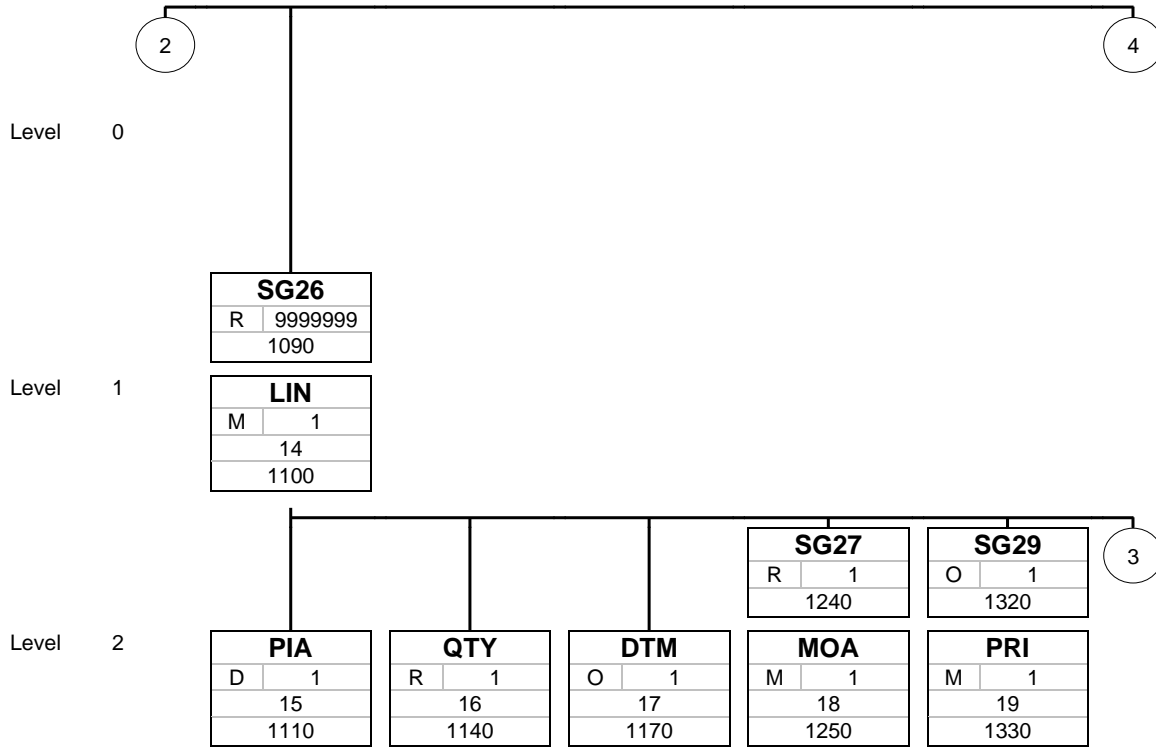 2
4
Level 0
SG26
R 9999999
1090
Level 1
LIN
M 1
14
1100
SG27
R 1
1240
SG29
O 1
1320
3
Level 2
PIA
D 1
15
1110
QTY
R 1
16
1140
DTM
O 1
17
1170
MOA
M 1
18
1250
PRI
M 1
19
1330